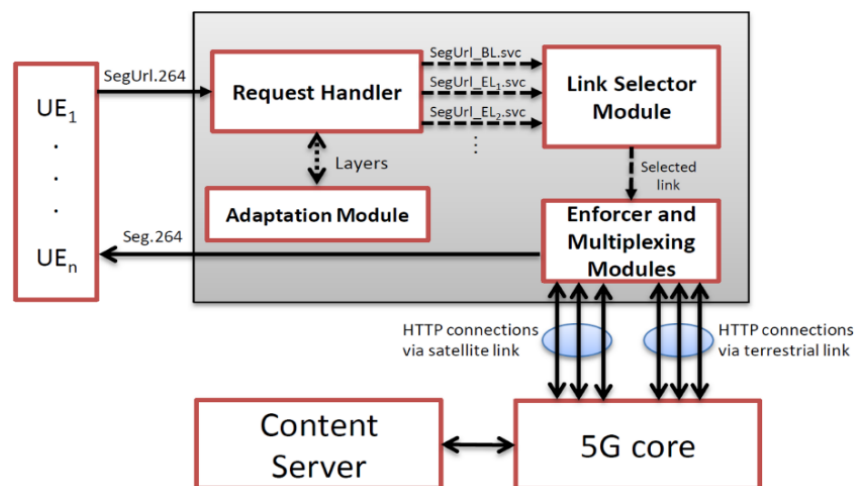 SegUrl.264
UE1
.
.
.
UEn
Request Handler
SegUrl_BL.svc
SegUrl_EL1.svc
SegUrl_EL2.svc
⋮
Link Selector
Module
Layers
Selected
link
Adaptation Module
Seg.264
Enforcer and
Multiplexing
Modules
HTTP connections
via satellite link
HTTP connections
via terrestrial link
Content
Server
5G core